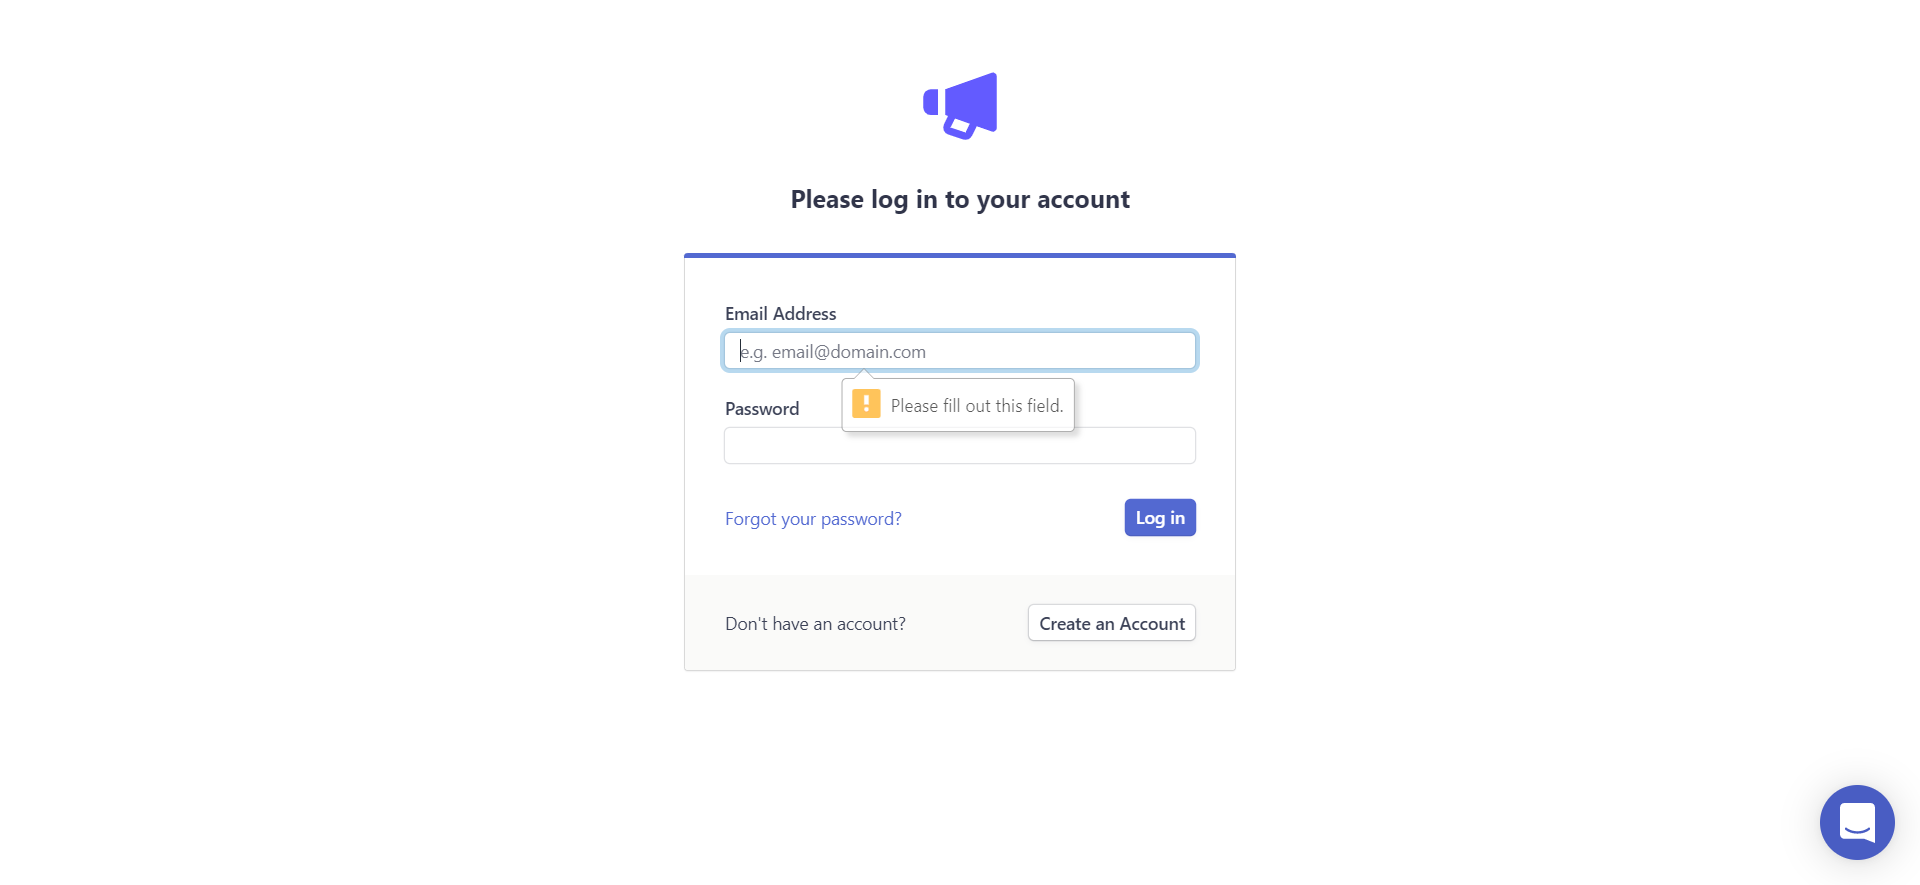 Please log in to your account
Email Address
e.g. email@domain.com
Please fill out this field.
Password
Forgot your password?
Log in
Don't have an account?
Create an Account